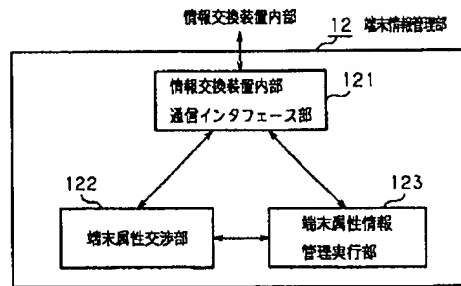 情報交換装置内部
12 端末情報管理部
情報交換装置内部
通信インタフェース部
121
122
123
端末属性交渉部
端末属性情報
管理実行部